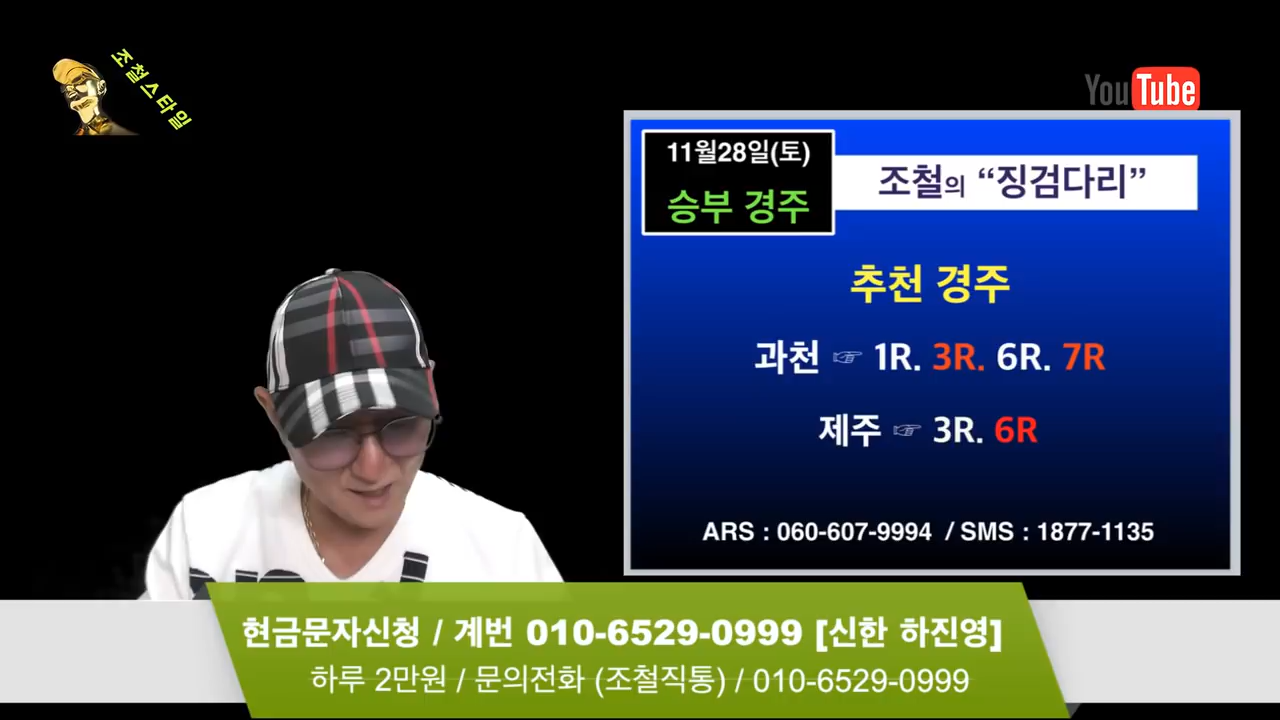 조철스타일
YouTube
11월28일(토)
승부 경주
조철의 “징검다리”
추천 경주
과천 ☞ 1R. 3R. 6R. 7R
제주 ☞ 3R. 6R
ARS : 060-607-9994 / SMS : 1877-1135
현금문자신청 / 계번 010-6529-0999 [신한 하진영]
하루 2만원 / 문의전화 (조철직통) / 010-6529-0999